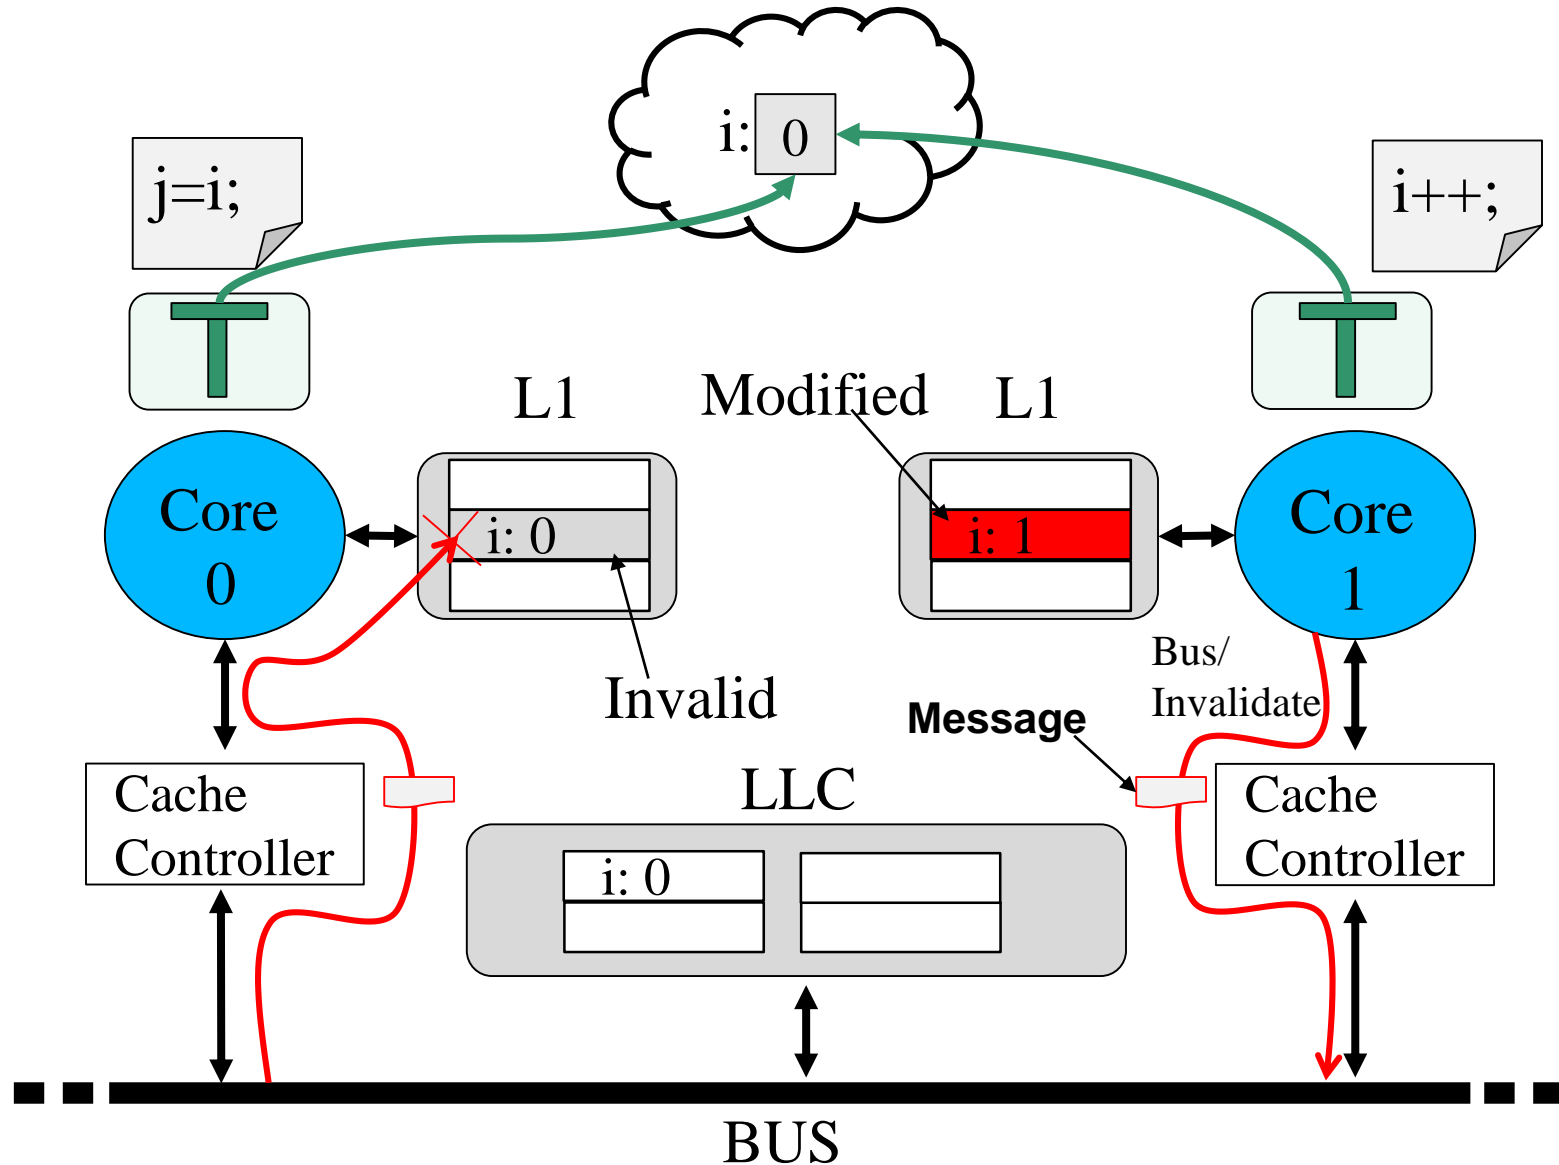 i: 0
j=i;
i++;
T
T
L1
Modified
L1
Core
0
i: 0
i: 1
Core
1
Invalid
Bus/
Invalidate
Message
Cache
Controller
LLC
Cache
Controller
i: 0
BUS